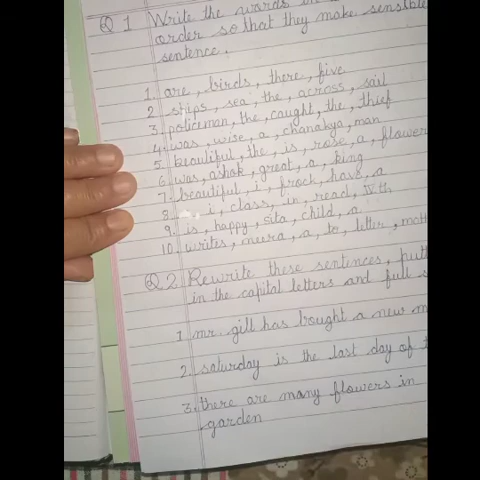 Q 1 Write the words in
order so that they make sensible
sentence.
1. are, birds, there, five
2 ships, sea, the, across, sail
3. policeman, the, caught, the, thief
4. was, wise, a, chanakya, man
5 beautiful, the, is, rose, a, flower
6. was, ashok, great, a, king
7. beautiful, i, frock, have, a
8. i, class, in, read, IV th
9. is, happy, sita, child, a
10. writes, meera, a, to, letter,
Q 2 Rewrite these sentences,
in the capital letters and full
1 mr. gill has bought a new
2. saturday is the last day of
3. there are many flowers in
garden